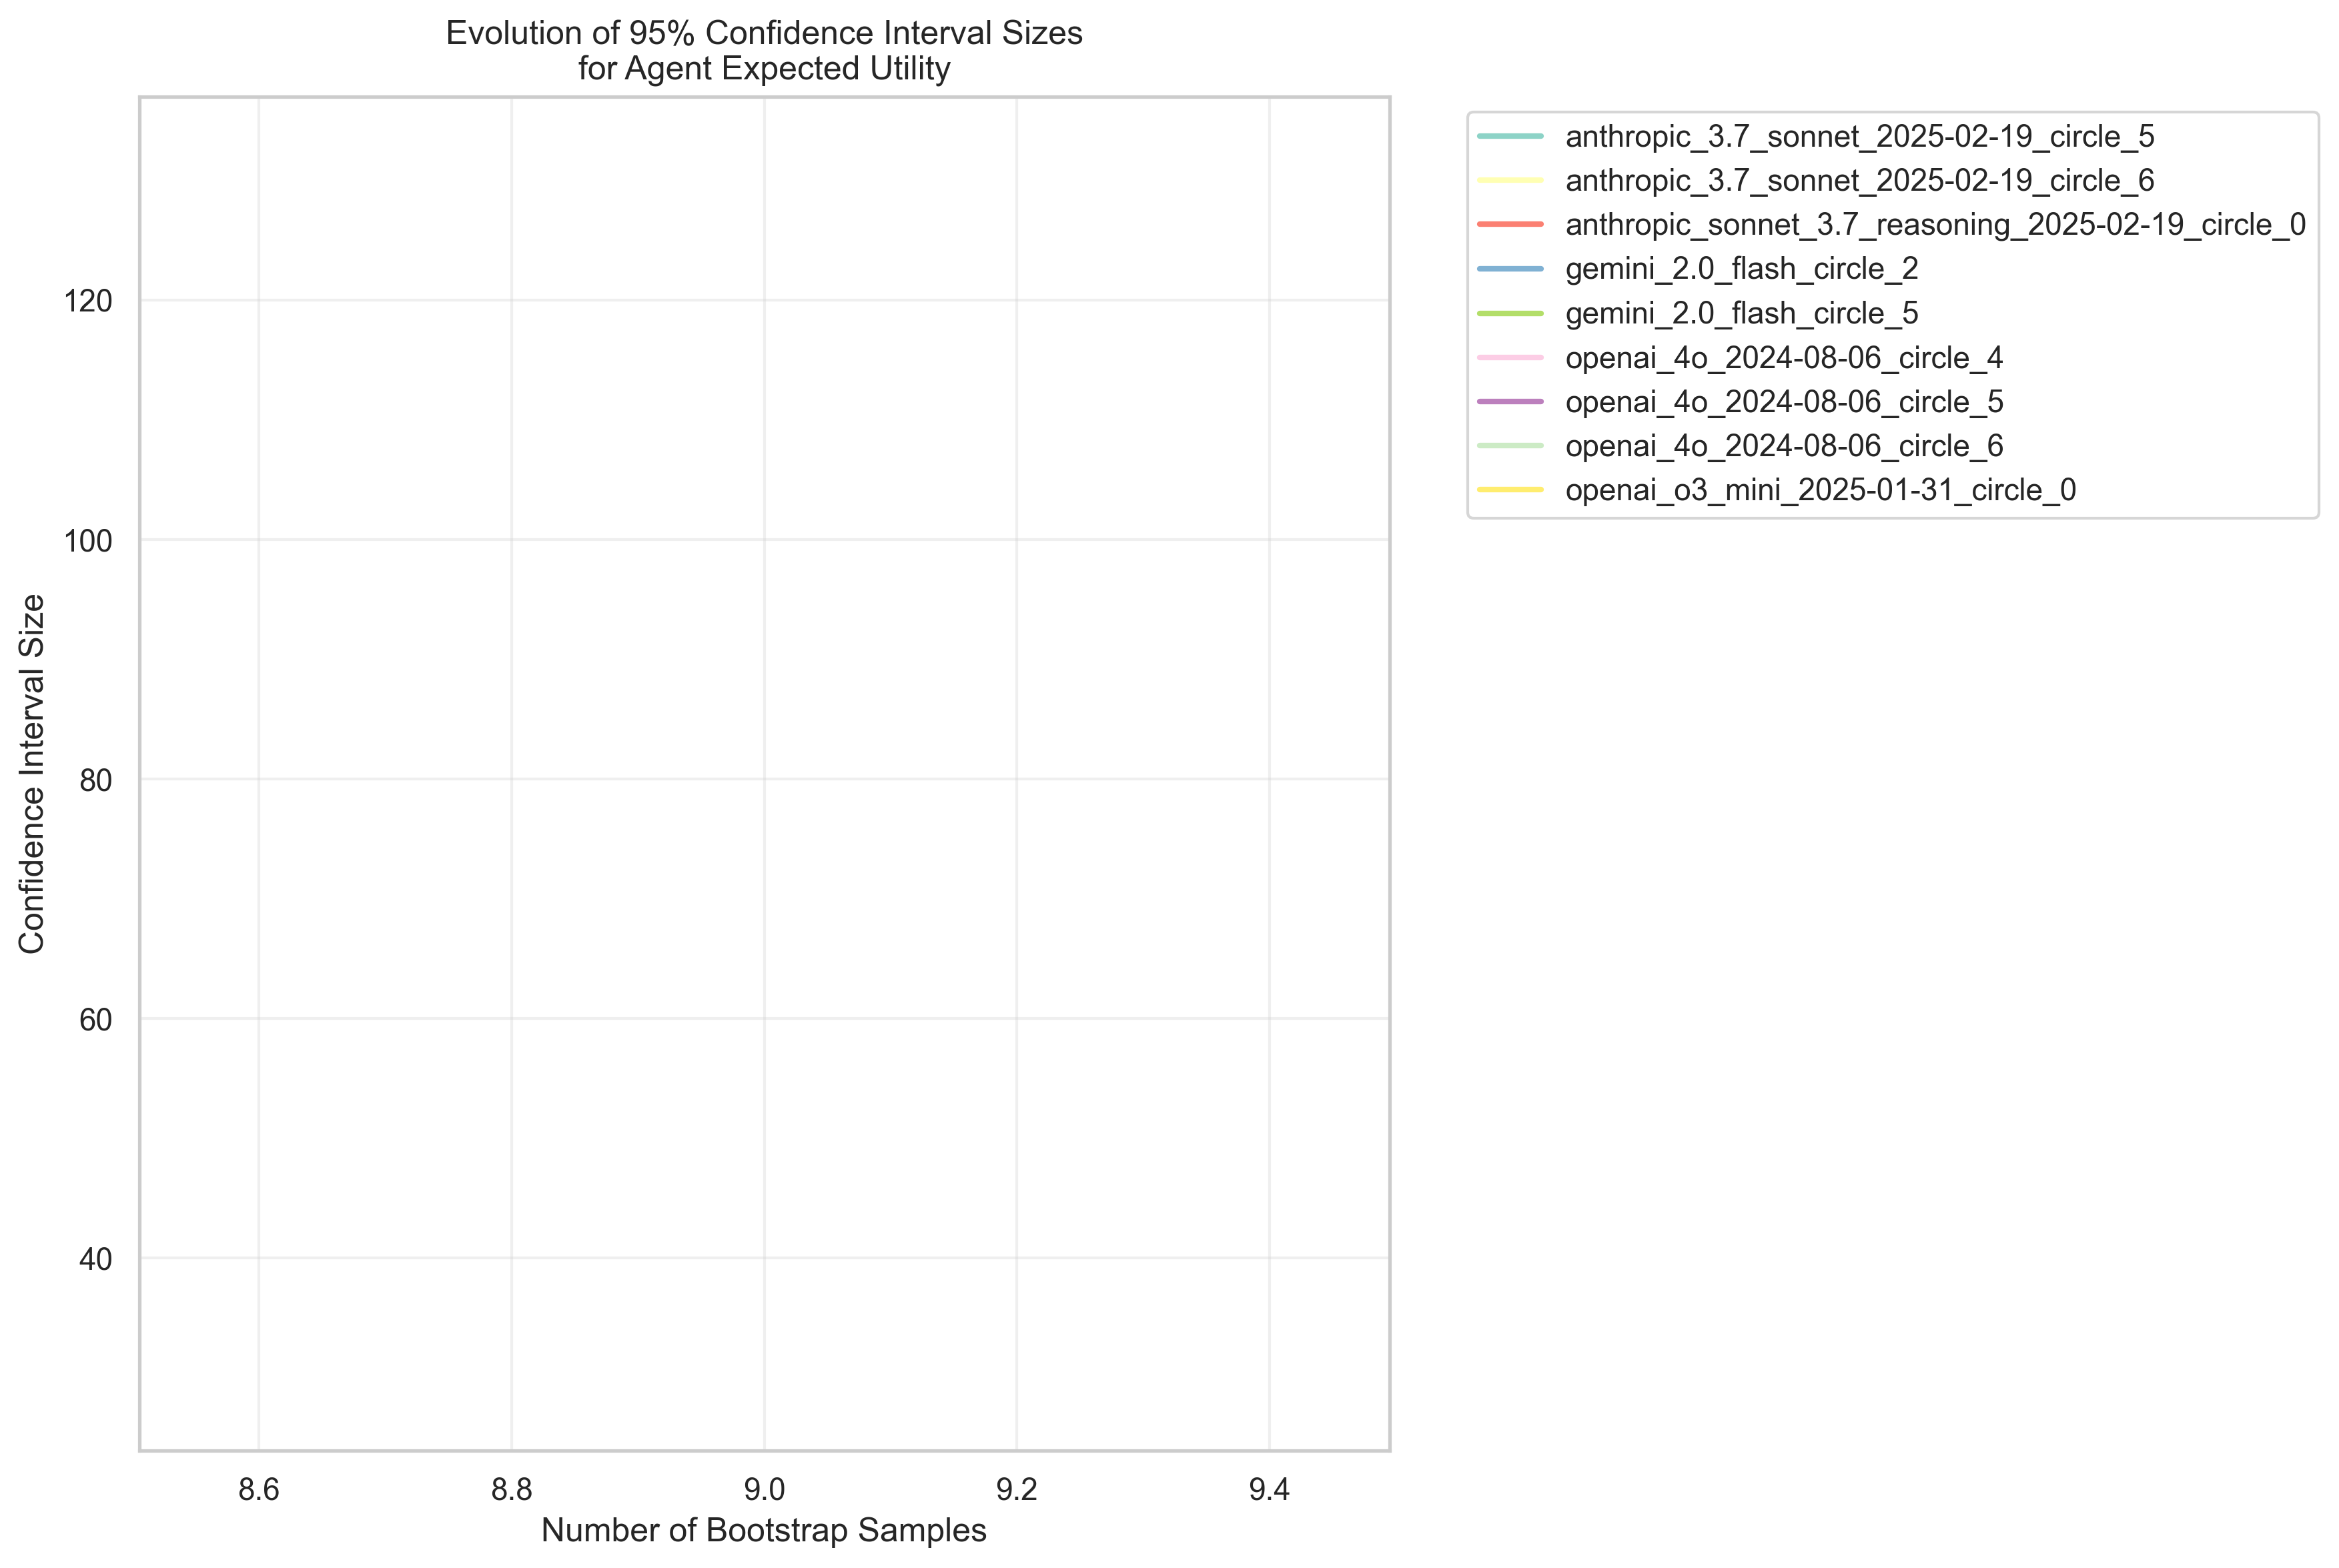 Evolution of 95% Confidence Interval Sizes
for Agent Expected Utility
anthropic_3.7_sonnet_2025-02-19_circle_5
anthropic_3.7_sonnet_2025-02-19_circle_6
anthropic_sonnet_3.7_reasoning_2025-02-19_circle_0
gemini_2.0_flash_circle_2
gemini_2.0_flash_circle_5
openai_4o_2024-08-06_circle_4
openai_4o_2024-08-06_circle_5
openai_4o_2024-08-06_circle_6
openai_o3_mini_2025-01-31_circle_0
Confidence Interval Size
120
100
80
60
40
8.6
8.8
9.0
9.2
9.4
Number of Bootstrap Samples